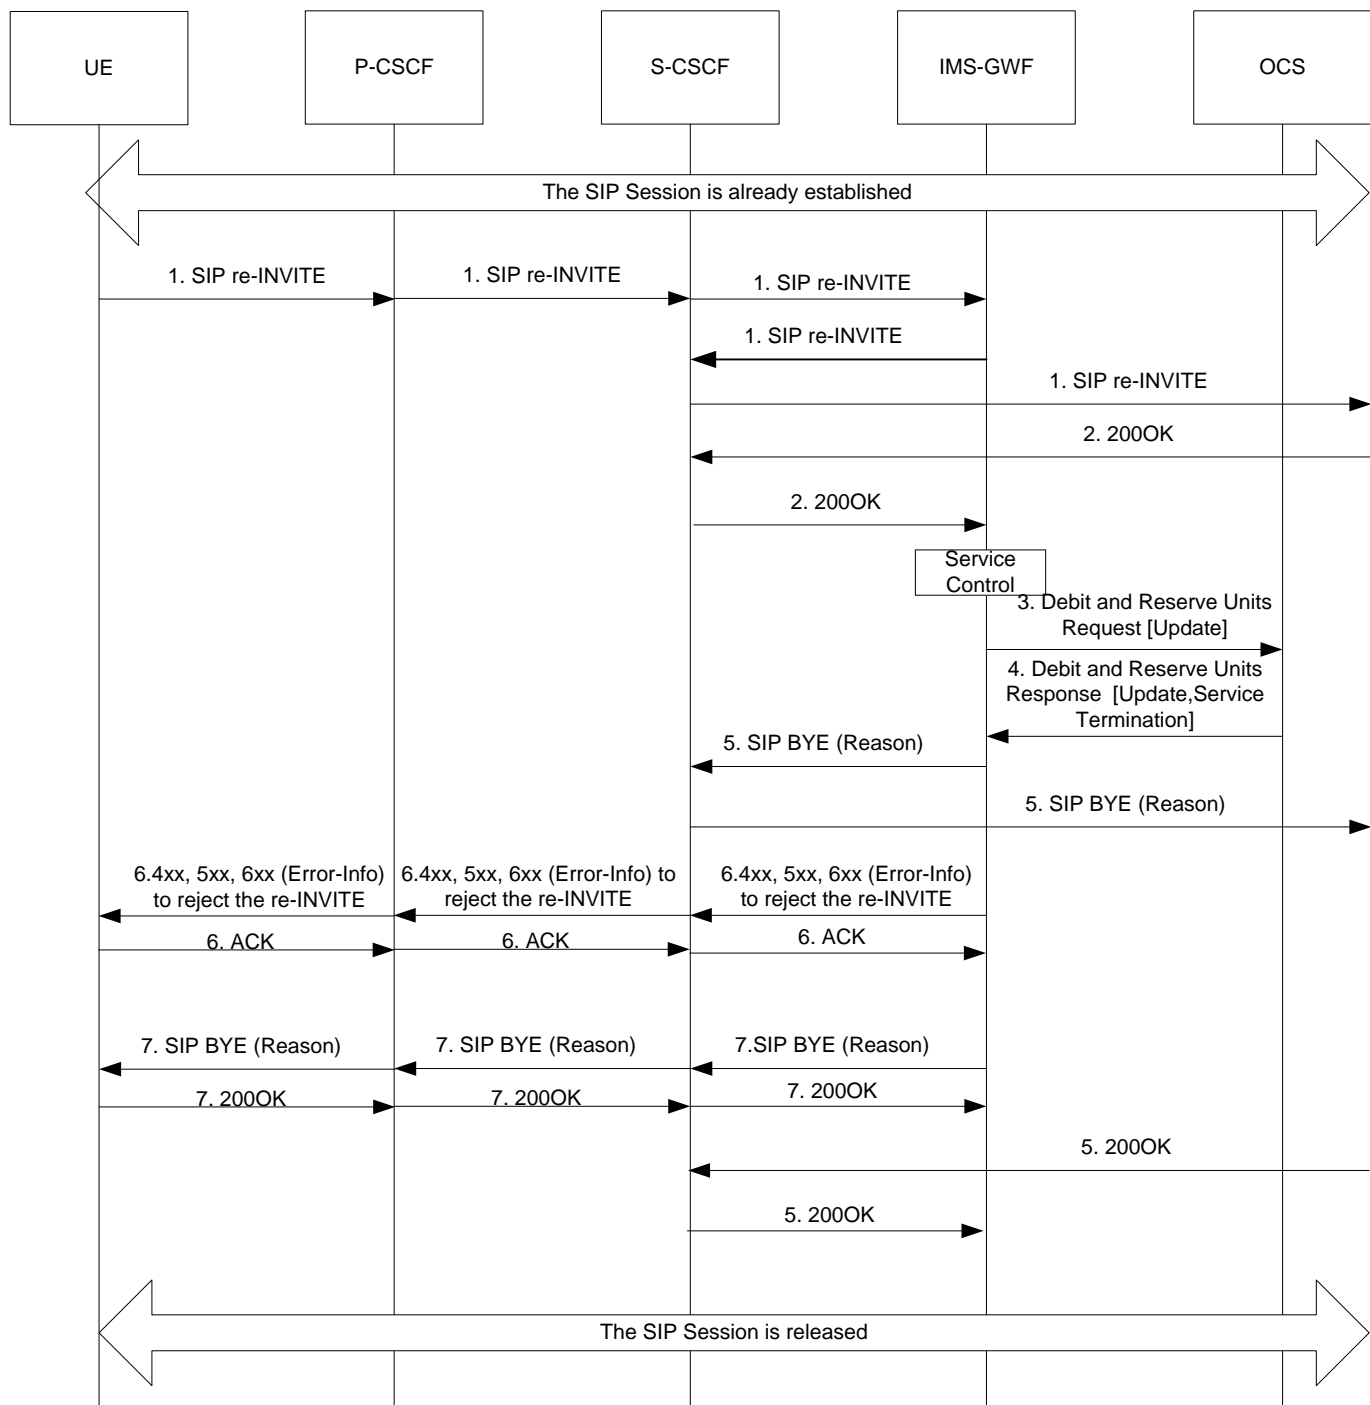 UE
P-CSCF
S-CSCF
IMS-GWF
OCS
The SIP Session is already established
1. SIP re-INVITE
1. SIP re-INVITE
1. SIP re-INVITE
1. SIP re-INVITE
1. SIP re-INVITE
2. 200OK
2. 200OK
Service
Control
3. Debit and Reserve Units
Request [Update]
4. Debit and Reserve Units
Response [Update,Service
Termination]
5. SIP BYE (Reason)
5. SIP BYE (Reason)
6.4xx, 5xx, 6xx (Error-Info)
to reject the re-INVITE
6.4xx, 5xx, 6xx (Error-Info) to
reject the re-INVITE
6.4xx, 5xx, 6xx (Error-Info)
to reject the re-INVITE
6. ACK
6. ACK
6. ACK
7. SIP BYE (Reason)
7. SIP BYE (Reason)
7.SIP BYE (Reason)
7. 200OK
7. 200OK
7. 200OK
5. 200OK
5. 200OK
The SIP Session is released